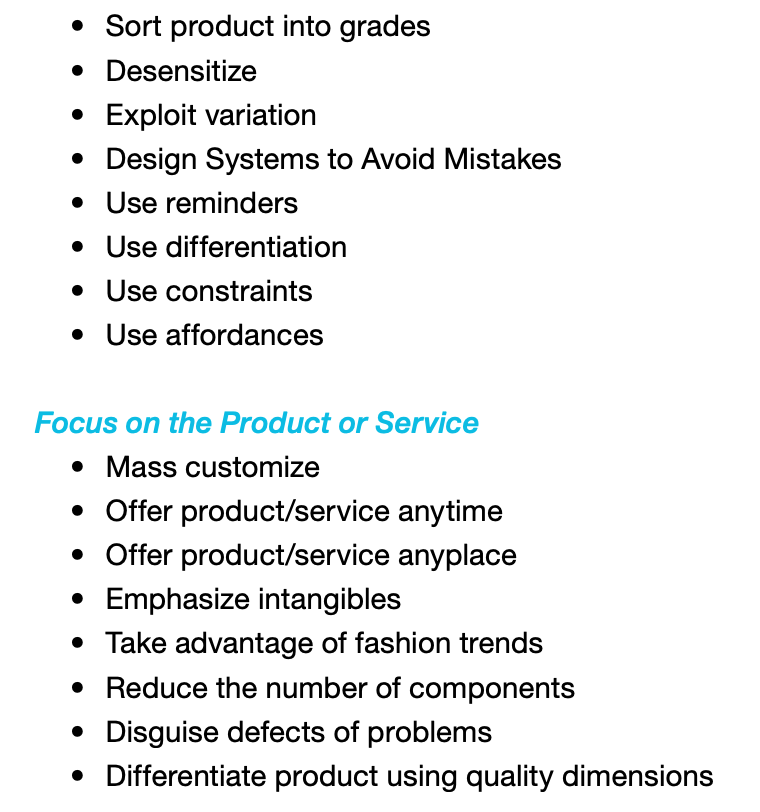 • Sort product into grades
• Desensitize
• Exploit variation
• Design Systems to Avoid Mistakes
• Use reminders
• Use differentiation
• Use constraints
• Use affordances
Focus on the Product or Service
• Mass customize
• Offer product/service anytime
• Offer product/service anyplace
• Emphasize intangibles
• Take advantage of fashion trends
• Reduce the number of components
• Disguise defects of problems
• Differentiate product using quality dimensions